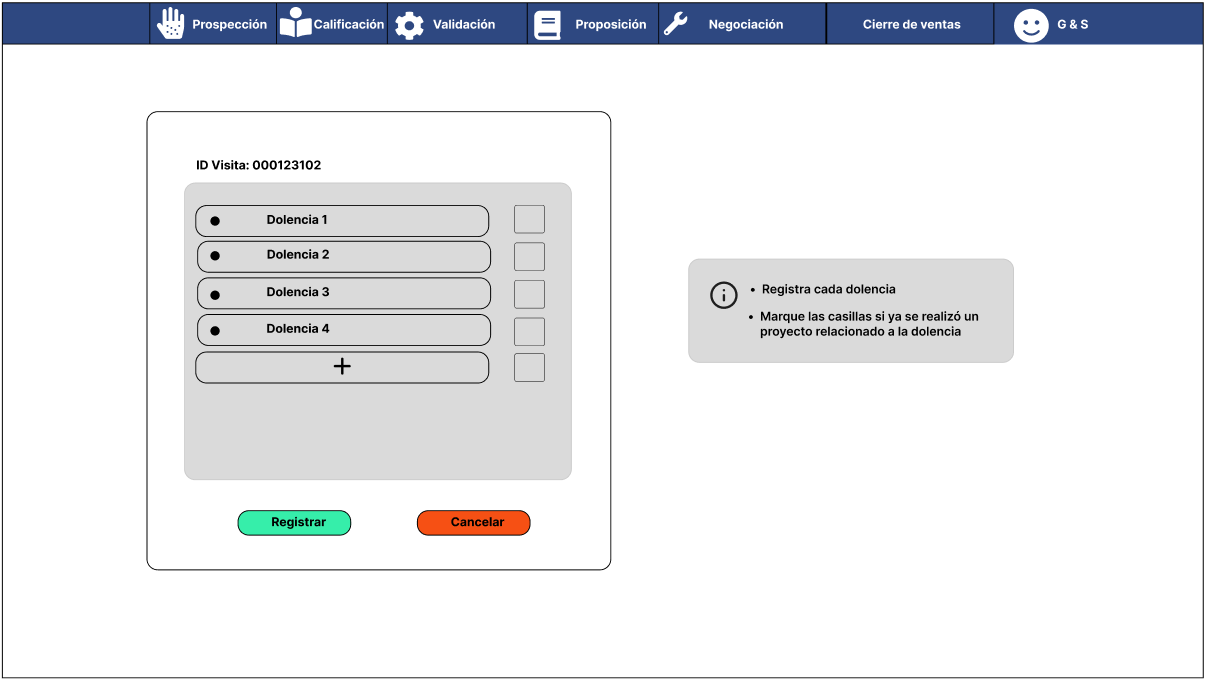 Prospección
Calificación
Validación
Proposición
Negociación
Cierre de ventas
G & S
ID Visita: 000123102
Dolencia 1
Dolencia 2
Dolencia 3
Dolencia 4
+
Registrar
Cancelar
• Registra cada dolencia
• Marque las casillas si ya se realizó un
proyecto relacionado a la dolencia